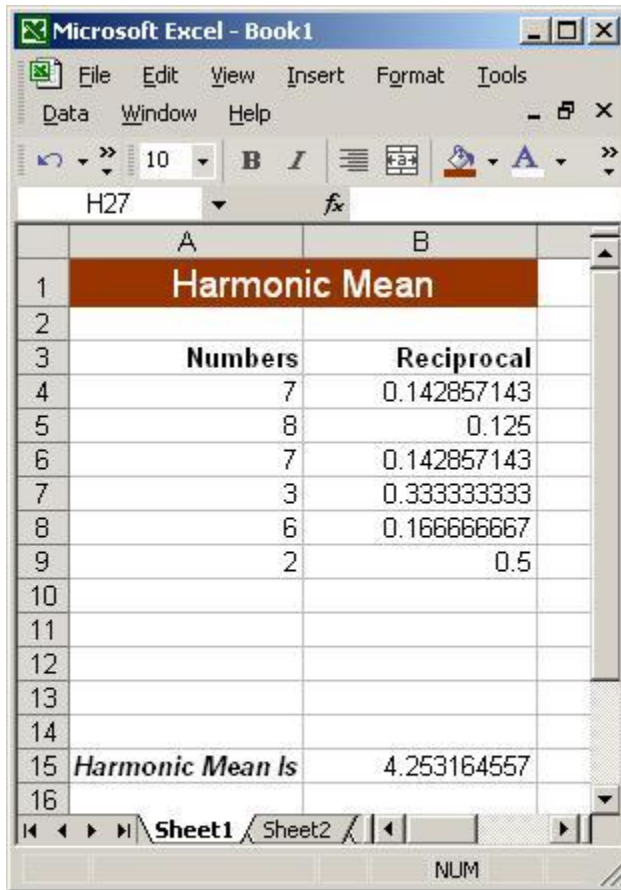 Microsoft Excel - Book1
File Edit View Insert Format Tools
Data Window Help
10 B I A
H27 fx
A B
1 Harmonic Mean
2
3 Numbers Reciprocal
4 7 0.142857143
5 8 0.125
6 7 0.142857143
7 3 0.333333333
8 6 0.166666667
9 2 0.5
10
11
12
13
14
15 Harmonic Mean Is 4.253164557
16
Sheet1 Sheet2
NUM